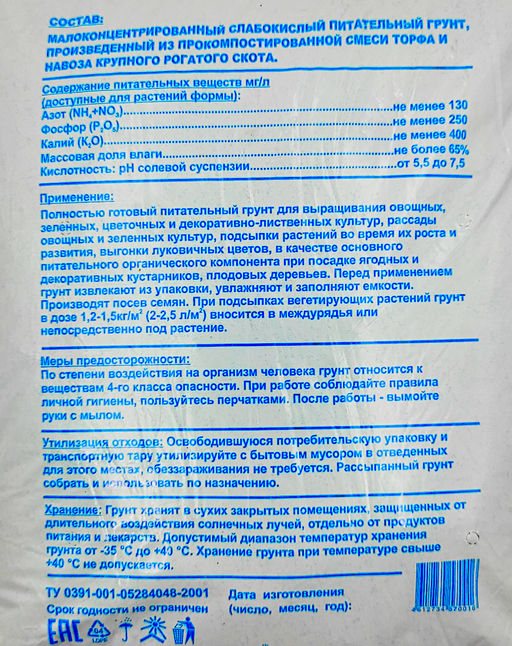 СОСТАВ:
МАЛОКОНЦЕНТРИРОВАННЫЙ СЛАБОКИСЛЫЙ ПИТАТЕЛЬНЫЙ ГРУНТ,
ПРОИЗВЕДЕННЫЙ ИЗ ПРОКОМПОСТИРОВАННОЙ СМЕСИ ТОРФА И
НАВОЗА КРУПНОГО РОГАТОГО СКОТА.
Содержание питательных веществ мг/л
(доступные для растений формы):
Азот (NH₄+NO₃)...не менее 130
Фосфор (P₂O₅)...не менее 250
Калий (K₂O)...не менее 400
Массовая доля влаги...не более 65%
Кислотность: pH солевой суспензии...от 5,5 до 7,5
Применение:
Полностью готовый питательный грунт для выращивания овощных,
зелённых, цветочных и декоративно-лиственных культур, рассады
овощных и зеленных культур, подсыпки растений во время их роста и
развития, выгонки луковичных цветов, в качестве основного
питательного органического компонента при посадке ягодных и
декоративных кустарников, плодовых деревьев. Перед применением
грунт извлекают из упаковки, увлажняют и заполняют емкости.
Производят посев семян. При подсыпках вегетирующих растений грунт
в дозе 1,2-1,5кг/м² (2-2,5 л/м²) вносится в междурядья или
непосредственно под растение.
Меры предосторожности:
По степени воздействия на организм человека грунт относится к
веществам 4-го класса опасности. При работе соблюдайте правила
личной гигиены, пользуйтесь перчатками. После работы - вымойте
руки с мылом.
Утилизация отходов: Освободившуюся потребительскую упаковку и
транспортную тару утилизируйте с бытовым мусором в отведенных
для этого местах, обеззараживания не требуется. Рассыпанный грунт
собрать и использовать по назначению.
Хранение: Грунт хранят в сухих закрытых помещениях, защищенных от
длительного воздействия солнечных лучей, отдельно от продуктов
питания и лекарств. Допустимый диапазон температур хранения
грунта от -35 °С до +40 °С. Хранение грунта при температуре свыше
+40 °С не допускается.
ТУ 0391-001-05284048-2001 Дата изготовления
Срок годности не ограничен (число, месяц, год):
EAC 04 LDPE